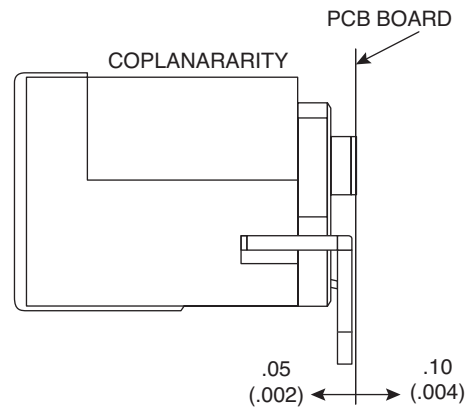 PCB BOARD
COPLANARARITY
.05
(.002)
.10
(.004)